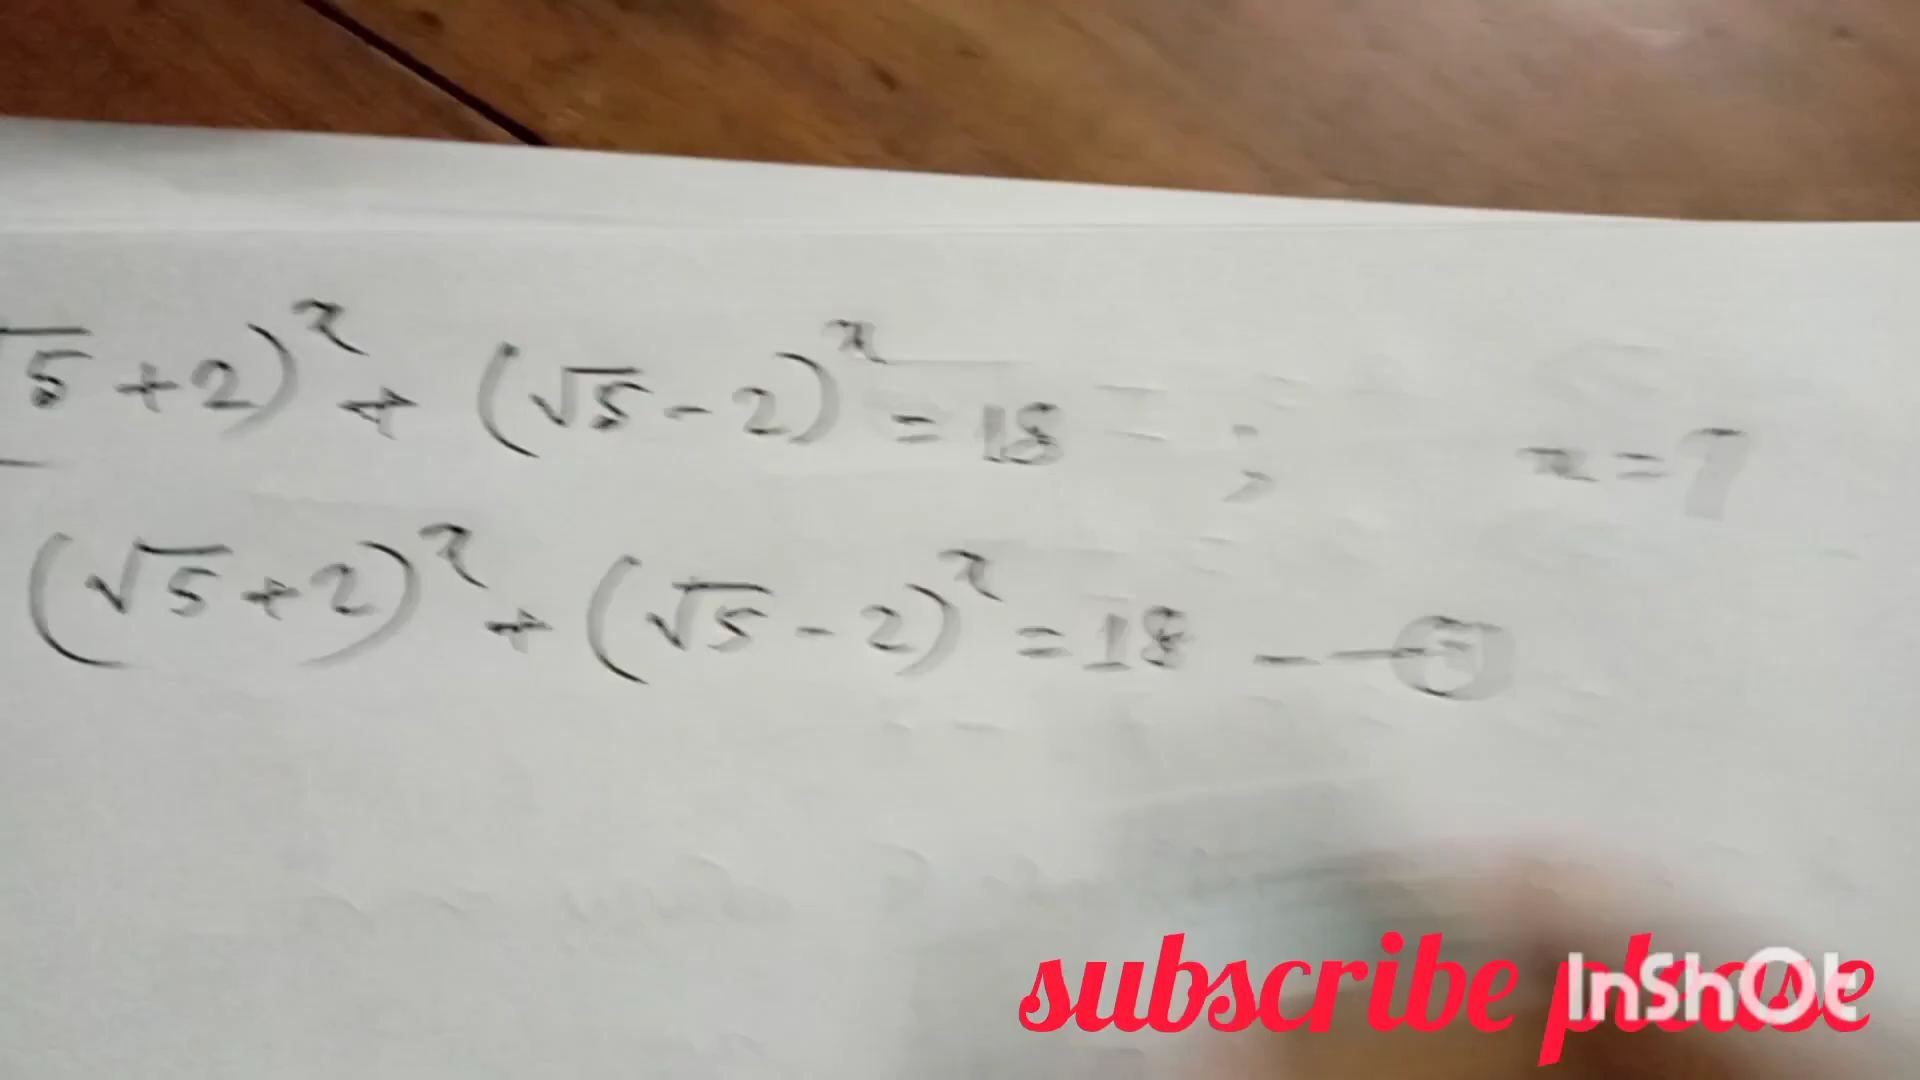 √5 + 2)^x + (√5 - 2)^x = 18 ; x = ?
(√5 + 2)^x + (√5 - 2)^x = 18 —
subscribe please
InShOt